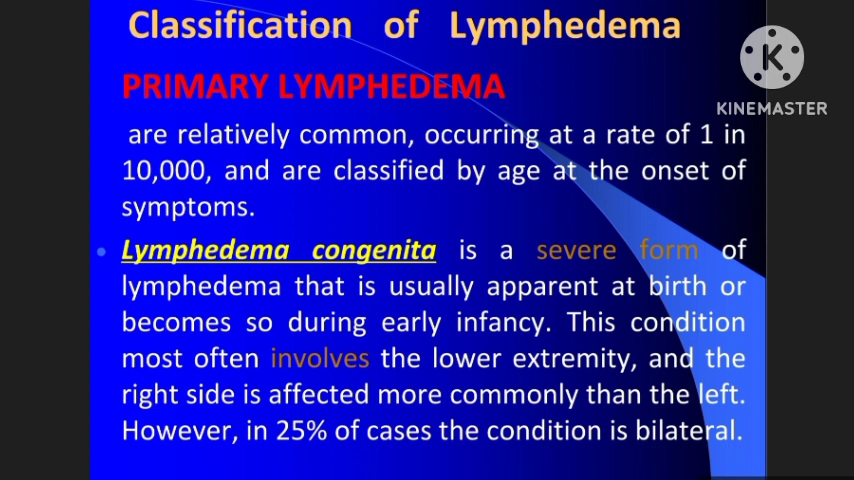 Classification of Lymphedema
PRIMARY LYMPHEDEMA
KINEMASTER
are relatively common, occurring at a rate of 1 in
10,000, and are classified by age at the onset of
symptoms.
Lymphedema congenita is a severe form of
lymphedema that is usually apparent at birth or
becomes so during early infancy. This condition
most often involves the lower extremity, and the
right side is affected more commonly than the left.
However, in 25% of cases the condition is bilateral.